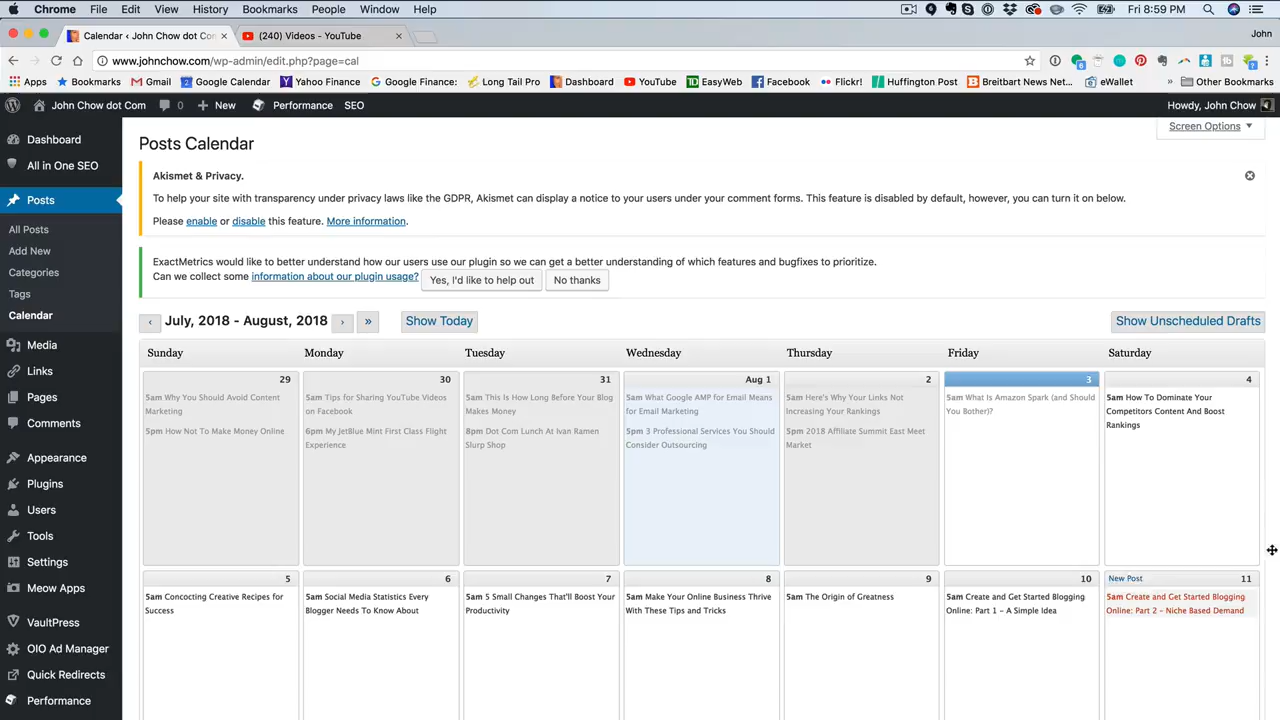 Chrome File Edit View History Bookmarks People Window Help Fri 8:59 PM
Calendar ‹ John Chow dot Con (240) Videos - YouTube John
www.johnchow.com/wp-admin/edit.php?page=cal
Apps Bookmarks Gmail Google Calendar Yahoo Finance Google Finance: Long Tail Pro Dashboard YouTube EasyWeb Facebook Flickr! Huffington Post Breitbart News Net... eWallet » Other Bookmarks
John Chow dot Com 0 New Performance SEO Howdy, John Chow
Screen Options
Dashboard
All in One SEO
Posts
All Posts
Add New
Categories
Tags
Calendar
Media
Links
Pages
Comments
Appearance
Plugins
Users
Tools
Settings
Meow Apps
VaultPress
OIO Ad Manager
Quick Redirects
Performance
Posts Calendar
Akismet & Privacy.
To help your site with transparency under privacy laws like the GDPR, Akismet can display a notice to your users under your comment forms. This feature is disabled by default, however, you can turn it on below.
Please enable or disable this feature. More information.
ExactMetrics would like to better understand how our users use our plugin so we can get a better understanding of which features and bugfixes to prioritize.
Can we collect some information about our plugin usage? Yes, I'd like to help out No thanks
‹ July, 2018 - August, 2018 › » Show Today Show Unscheduled Drafts
Sunday Monday Tuesday Wednesday Thursday Friday Saturday
29
5am Why You Should Avoid Content
Marketing
5pm How Not To Make Money Online
30
5am Tips for Sharing YouTube Videos
on Facebook
6pm My JetBlue Mint First Class Flight
Experience
31
5am This Is How Long Before Your Blog
Makes Money
8pm Dot Com Lunch At Ivan Ramen
Slurp Shop
Aug 1
5am What Google AMP for Email Means
for Email Marketing
5pm 3 Professional Services You Should
Consider Outsourcing
2
5am Here's Why Your Links Not
Increasing Your Rankings
5pm 2018 Affiliate Summit East Meet
Market
3
5am What Is Amazon Spark (and Should
You Bother)?
4
5am How To Dominate Your
Competitors Content And Boost
Rankings
5
5am Concocting Creative Recipes for
Success
6
5am Social Media Statistics Every
Blogger Needs To Know About
7
5am 5 Small Changes That'll Boost Your
Productivity
8
5am Make Your Online Business Thrive
With These Tips and Tricks
9
5am The Origin of Greatness
10
5am Create and Get Started Blogging
Online: Part 1 – A Simple Idea
New Post 11
5am Create and Get Started Blogging
Online: Part 2 – Niche Based Demand